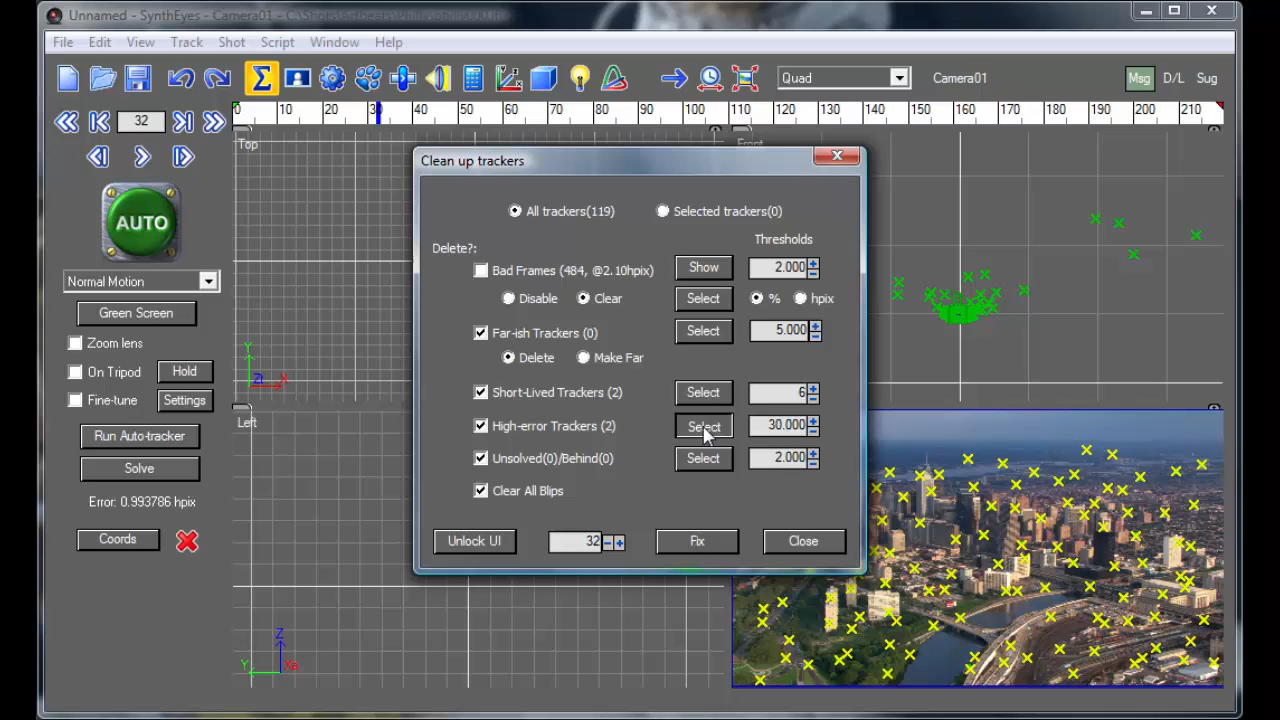 Unnamed - SynthEyes - Camera01 - C:\Shots\
File Edit View Track Shot Script Window Help
Quad Camera01 Msg D/L Sug
32 0 10 20 30 40 50 60 70 80 90 100 110 120 130 140 150 160 170 180 190 200 210
Top Front
AUTO
Normal Motion
Green Screen
Zoom lens
On Tripod Hold
Fine-tune Settings
Run Auto-tracker
Solve
Error: 0.993786 hpix
Coords
Y
X
Left
Z
Y
Clean up trackers
All trackers(119) Selected trackers(0)
Delete?: Thresholds
Bad Frames (484, @2.10hpix) Show 2.000
Disable Clear Select % hpix
Far-ish Trackers (0) Select 5.000
Delete Make Far
Short-Lived Trackers (2) Select 6
High-error Trackers (2) Select 30.000
Unsolved(0)/Behind(0) Select 2.000
Clear All Blips
Unlock UI 32 Fix Close